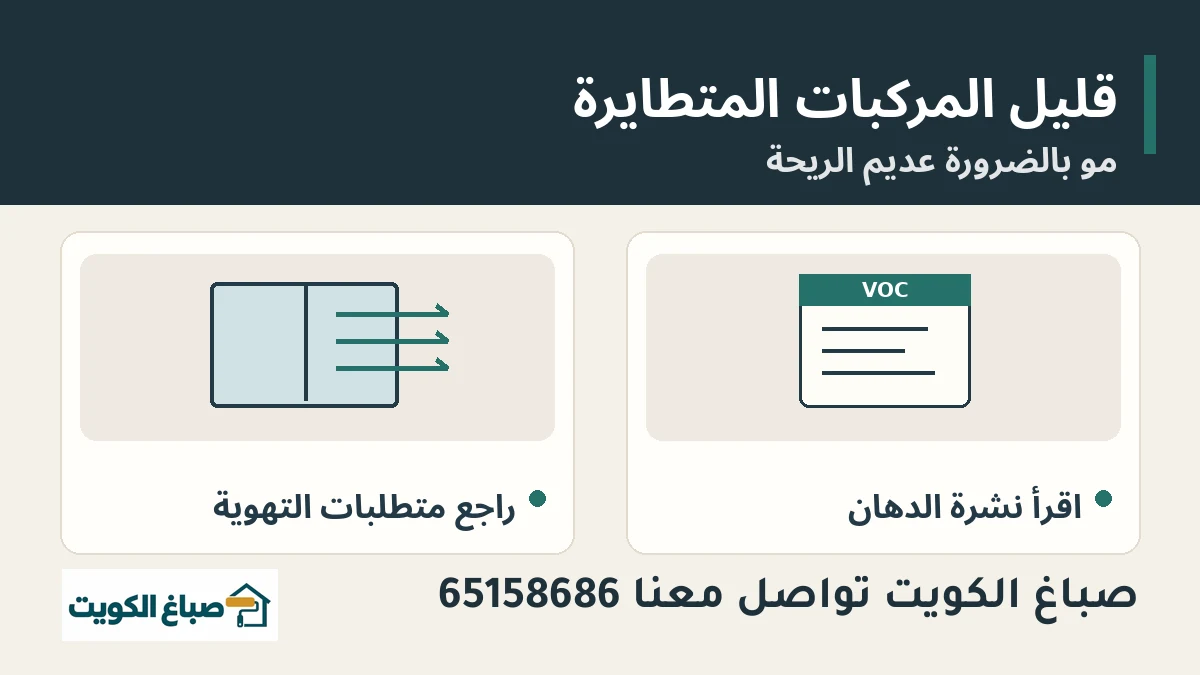 قليل المركبات المتطايرة
مو بالضرورة عديم الريحة
VOC
اقرأ نشرة الدهان
راجع متطلبات التهوية
صباغ الكويت تواصل معنا 65158686
صباغ الكويت